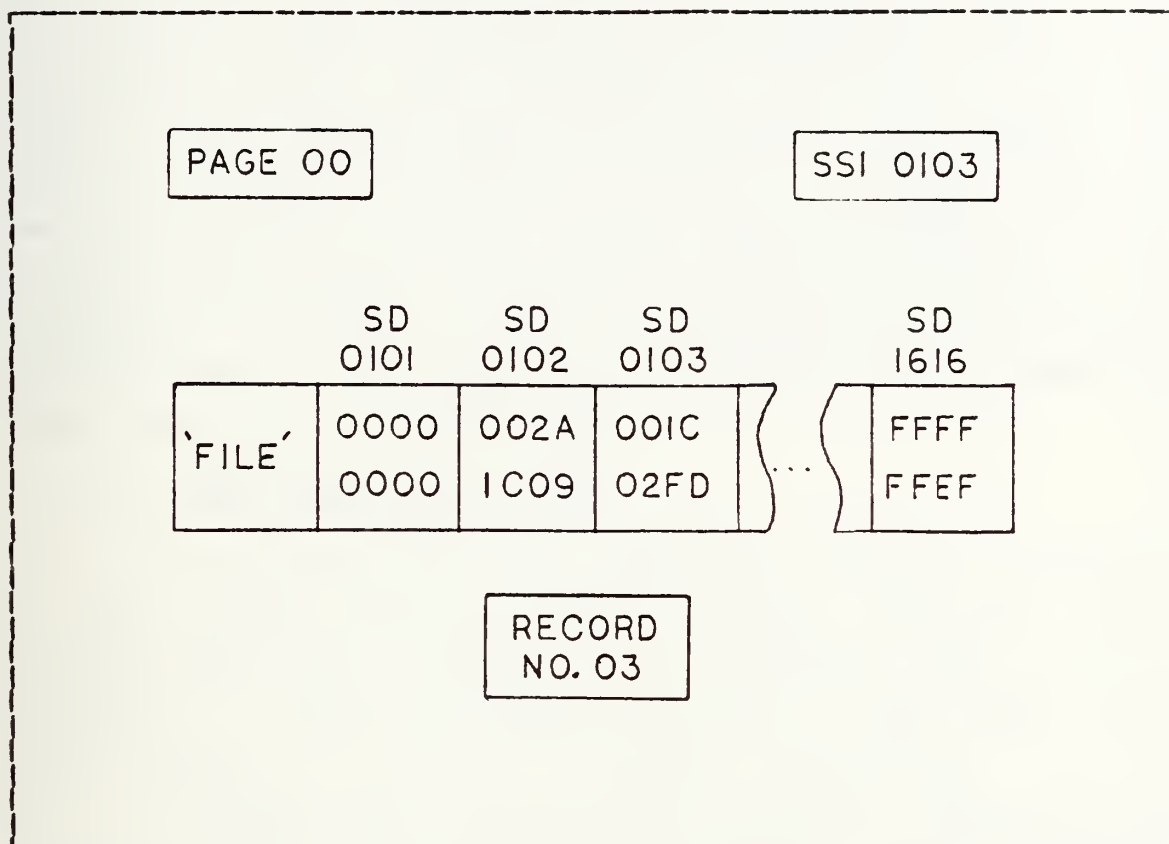 PAGE 00
SSI 0103
SD SD SD SD
0101 0102 0103 1616
'FILE' 0000 002A 001C ... FFFF
0000 1C09 02FD FFEF
RECORD
NO. 03